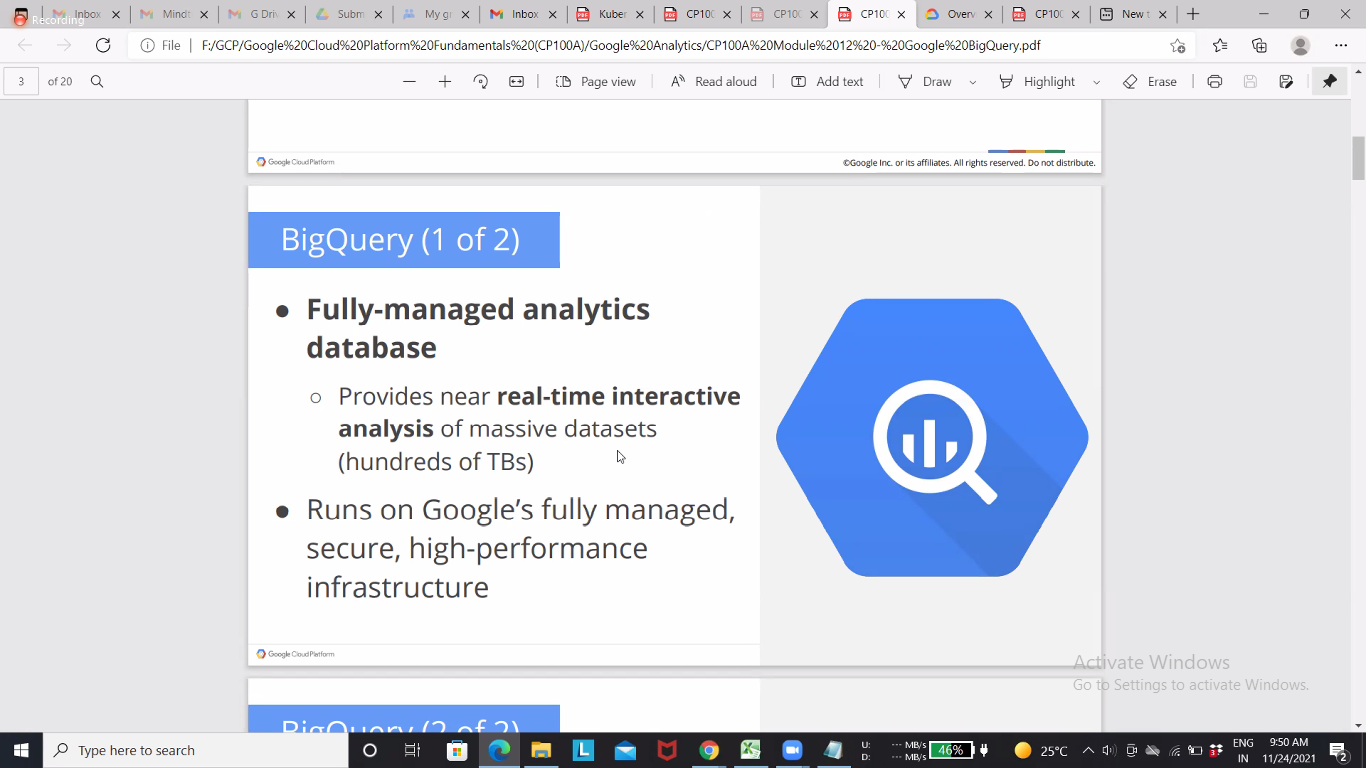 Recording
Inbox
Mindt
G Driv
Subm
My g
Inbox
Kuber
CP100
CP100
CP100
Overv
CP100
New t
File
F:/GCP/Google%20Cloud%20Platform%20Fundamentals%20(CP100A)/Google%20Analytics/CP100A%20Module%2012%20-%20Google%20BigQuery.pdf
3 of 20
Page view
Read aloud
Add text
Draw
Highlight
Erase
Google Cloud Platform
©Google Inc. or its affiliates. All rights reserved. Do not distribute.
BigQuery (1 of 2)
● Fully-managed analytics
database
○ Provides near real-time interactive
analysis of massive datasets
(hundreds of TBs)
● Runs on Google’s fully managed,
secure, high-performance
infrastructure
Google Cloud Platform
Activate Windows
Go to Settings to activate Windows.
BigQuery (2 of 2)
Type here to search
U: --- MB/s
D: --- MB/s
46%
25°C
ENG
IN
9:50 AM
11/24/2021
2